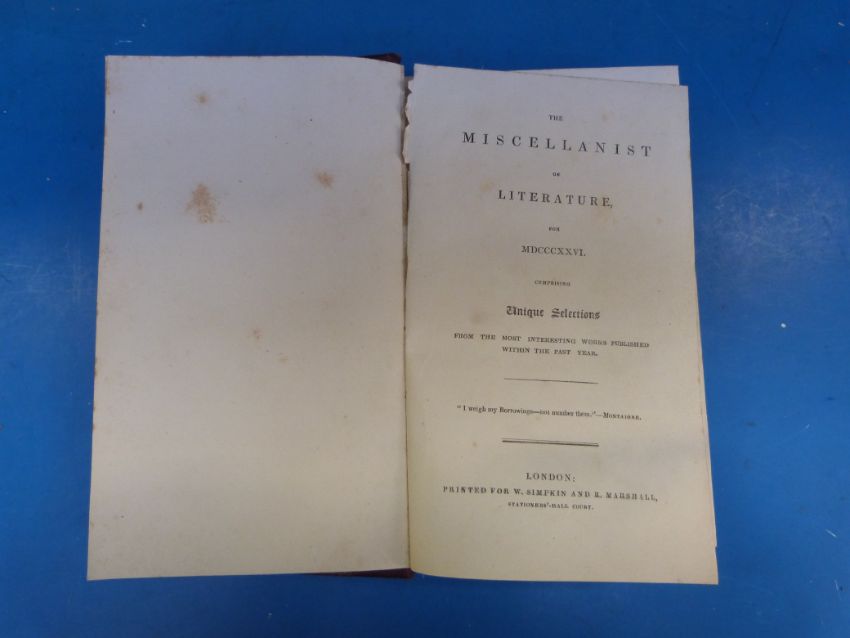 THE
MISCELLANIST
OF
LITERATURE,
FOR
MDCCCXXVI.
COMPRISING
Unique Selections
FROM THE MOST INTERESTING WORKS PUBLISHED
WITHIN THE PAST YEAR.
"I weigh my Borrowings—not number them."—MONTAIGNE.
LONDON:
PRINTED FOR W. SIMPKIN AND R. MARSHALL,
STATIONERS'-HALL COURT.